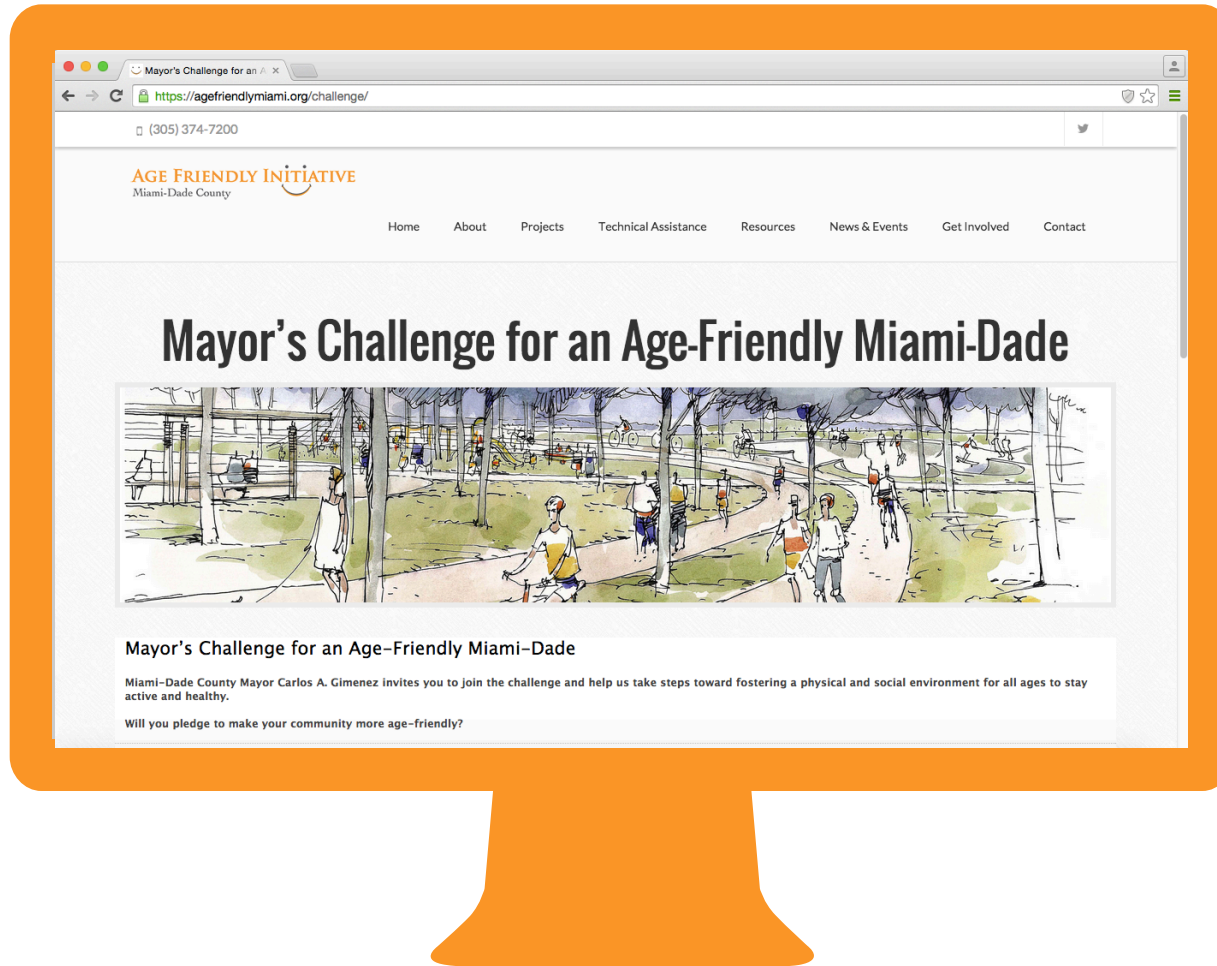 Mayor's Challenge for an A
https://agefriendlymiami.org/challenge/
(305) 374-7200
AGE FRIENDLY INITIATIVE
Miami-Dade County
Home About Projects Technical Assistance Resources News & Events Get Involved Contact
Mayor’s Challenge for an Age-Friendly Miami-Dade
Mayor’s Challenge for an Age-Friendly Miami-Dade
Miami-Dade County Mayor Carlos A. Gimenez invites you to join the challenge and help us take steps toward fostering a physical and social environment for all ages to stay
active and healthy.
Will you pledge to make your community more age-friendly?